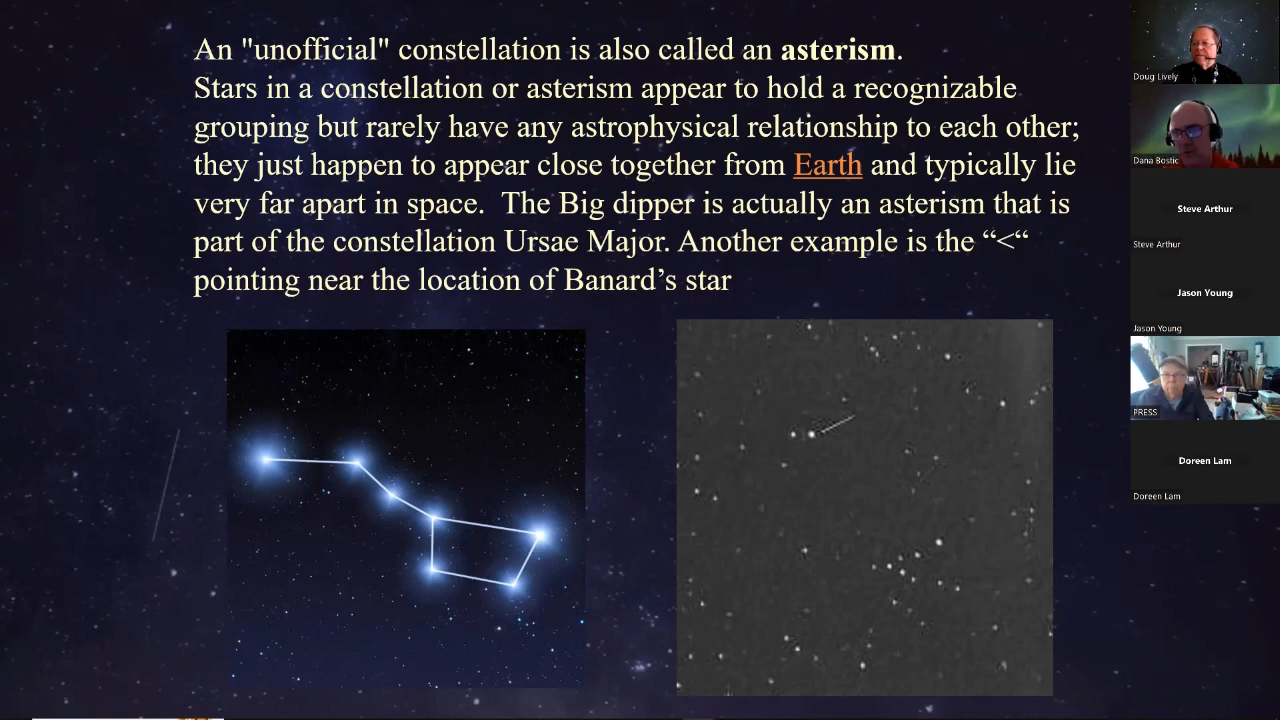 An "unofficial" constellation is also called an asterism.
Stars in a constellation or asterism appear to hold a recognizable
grouping but rarely have any astrophysical relationship to each other;
they just happen to appear close together from Earth and typically lie
very far apart in space.  The Big dipper is actually an asterism that is
part of the constellation Ursae Major. Another example is the “<“
pointing near the location of Banard’s star
Doug Lively
Dana Bostic
Steve Arthur
Steve Arthur
Jason Young
Jason Young
PRESS
Doreen Lam
Doreen Lam